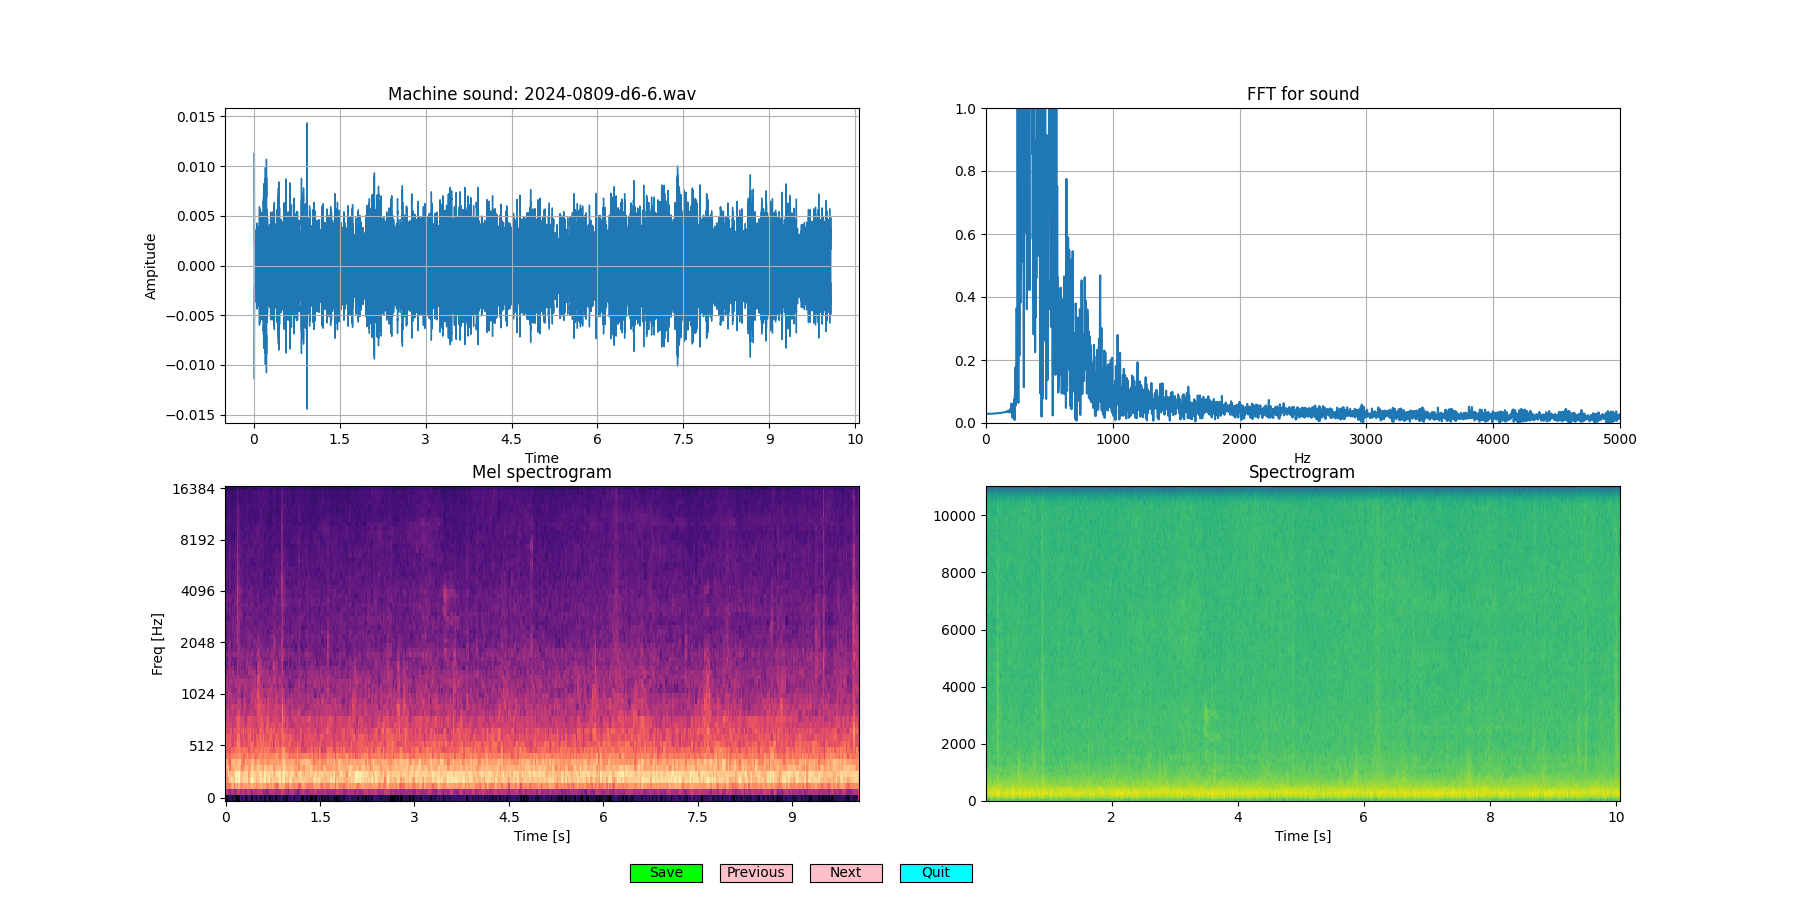 Machine sound: 2024-0809-d6-6.wav
0.015
0.010
0.005
0.000
−0.005
−0.010
−0.015
Ampitude
0 1.5 3 4.5 6 7.5 9 10
Time
FFT for sound
1.0
0.8
0.6
0.4
0.2
0.0
0 1000 2000 3000 4000 5000
Hz
Mel spectrogram
16384
8192
4096
2048
1024
512
0
Freq [Hz]
0 1.5 3 4.5 6 7.5 9
Time [s]
Spectrogram
10000
8000
6000
4000
2000
0
2 4 6 8 10
Time [s]
Save Previous Next Quit